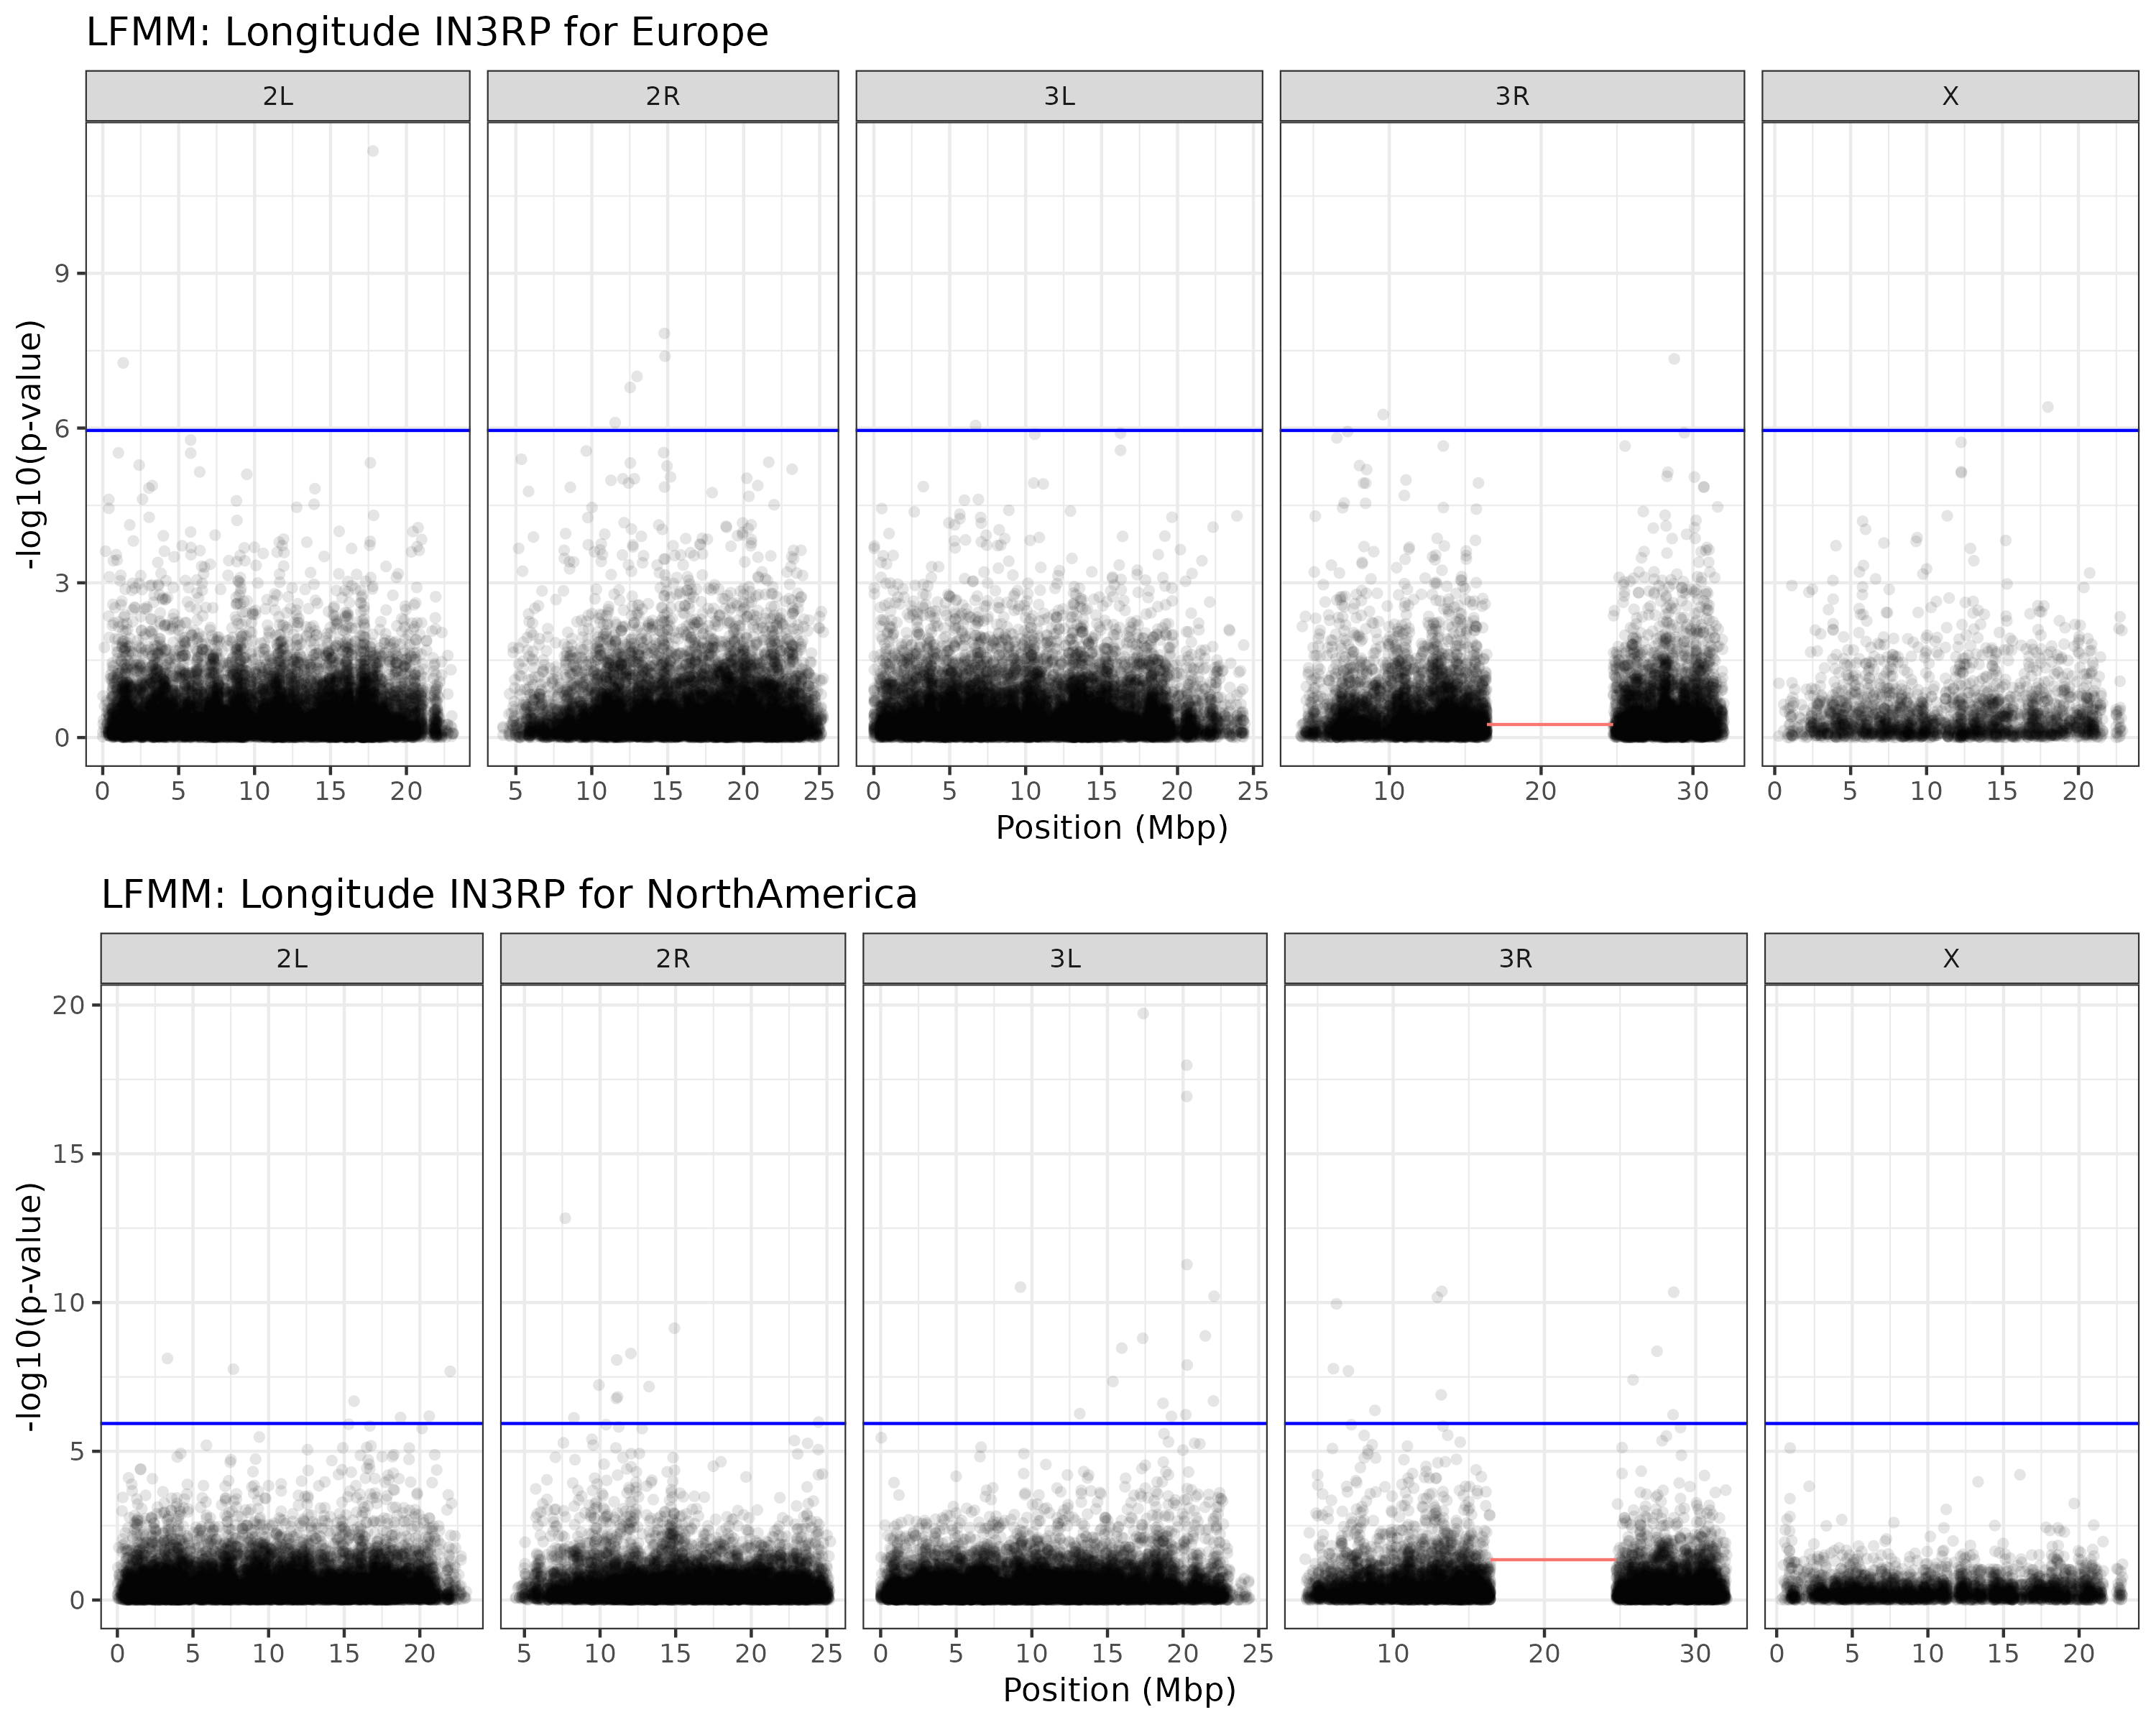 LFMM: Longitude IN3RP for Europe
2L 2R 3L 3R X
-log10(p-value)
9
6
3
0
0 5 10 15 20 5 10 15 20 25 0 5 10 15 20 25 10 20 30 0 5 10 15 20
Position (Mbp)
LFMM: Longitude IN3RP for NorthAmerica
2L 2R 3L 3R X
-log10(p-value)
20
15
10
5
0
0 5 10 15 20 5 10 15 20 25 0 5 10 15 20 25 10 20 30 0 5 10 15 20
Position (Mbp)